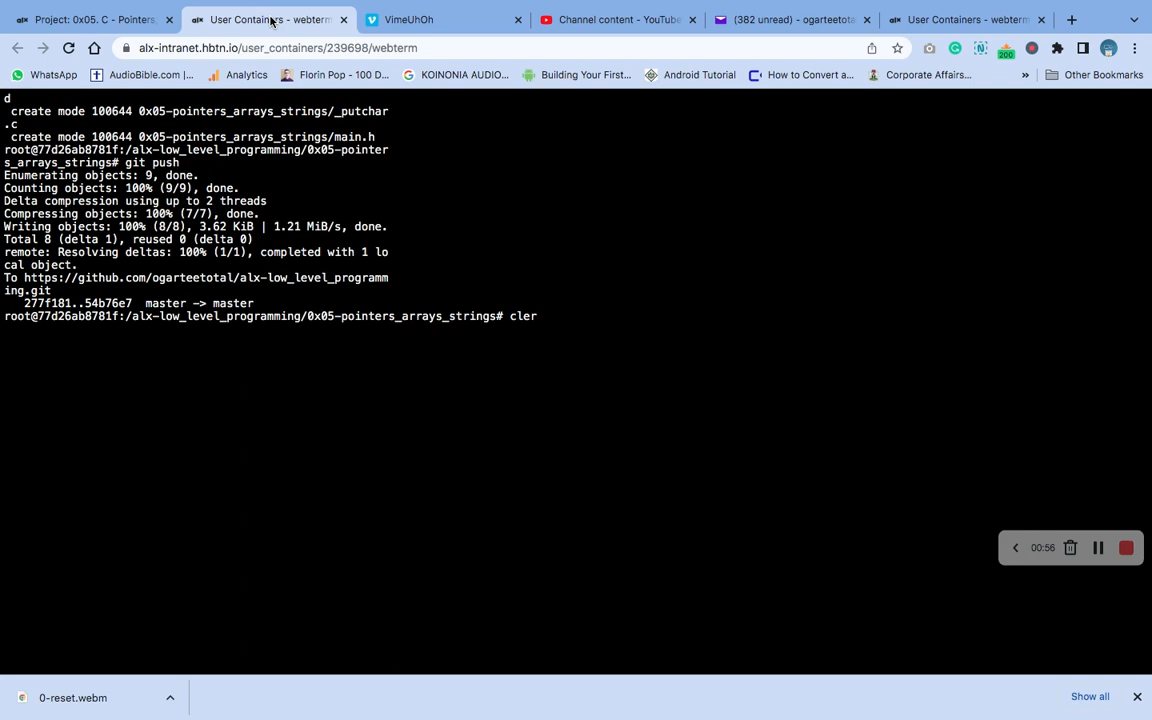 Project: 0x05. C - Pointers,
User Containers - webterm
VimeUhOh
Channel content - YouTube
(382 unread) - ogarteetota
User Containers - webterm
alx-intranet.hbtn.io/user_containers/239698/webterm
200
WhatsApp
AudioBible.com |...
Analytics
Florin Pop - 100 D...
KOINONIA AUDIO...
Building Your First...
Android Tutorial
How to Convert a...
Corporate Affairs...
»
Other Bookmarks
d
create mode 100644 0x05-pointers_arrays_strings/_putchar
.c
create mode 100644 0x05-pointers_arrays_strings/main.h
root@77d26ab8781f:/alx-low_level_programming/0x05-pointer
s_arrays_strings# git push
Enumerating objects: 9, done.
Counting objects: 100% (9/9), done.
Delta compression using up to 2 threads
Compressing objects: 100% (7/7), done.
Writing objects: 100% (8/8), 3.62 KiB | 1.21 MiB/s, done.
Total 8 (delta 1), reused 0 (delta 0)
remote: Resolving deltas: 100% (1/1), completed with 1 lo
cal object.
To https://github.com/ogarteetotal/alx-low_level_programm
ing.git
277f181..54b76e7  master -> master
root@77d26ab8781f:/alx-low_level_programming/0x05-pointers_arrays_strings# cler
00:56
0-reset.webm
Show all